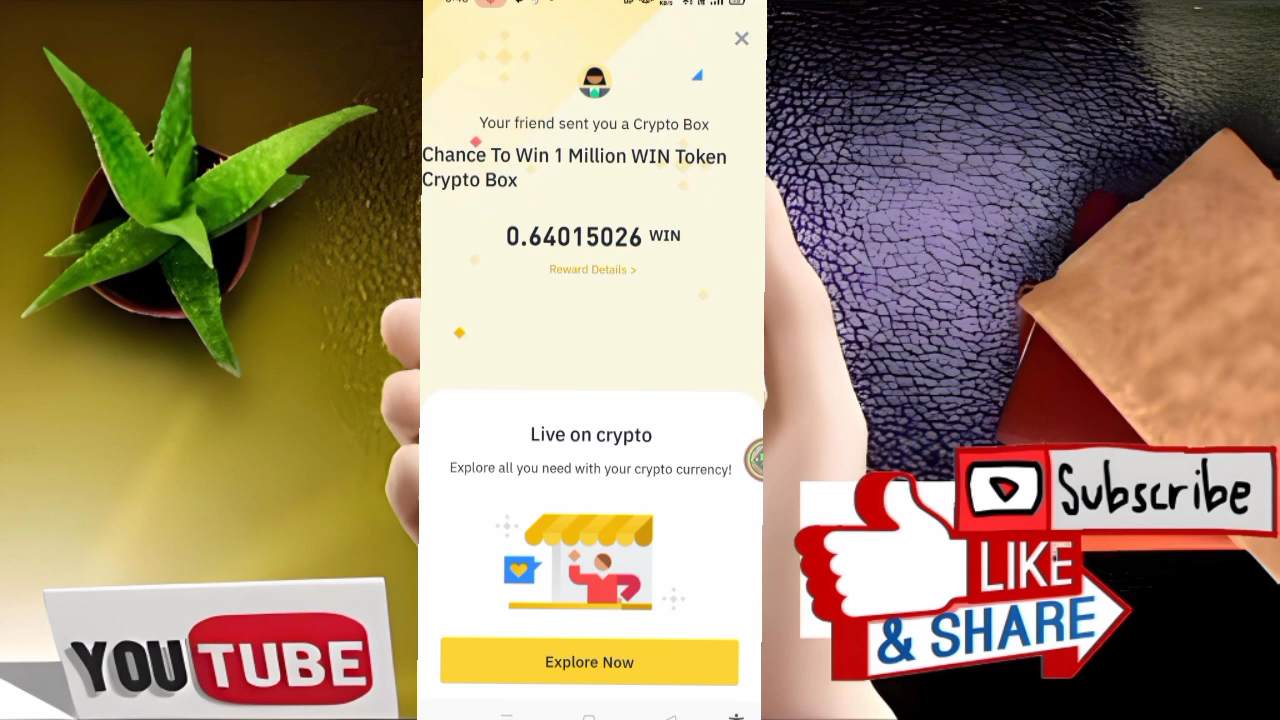 Your friend sent you a Crypto Box
Chance To Win 1 Million WIN Token
Crypto Box
0.64015026 WIN
Reward Details >
Live on crypto
Explore all you need with your crypto currency!
Explore Now
YOUTUBE
Subscribe
LIKE
& SHARE